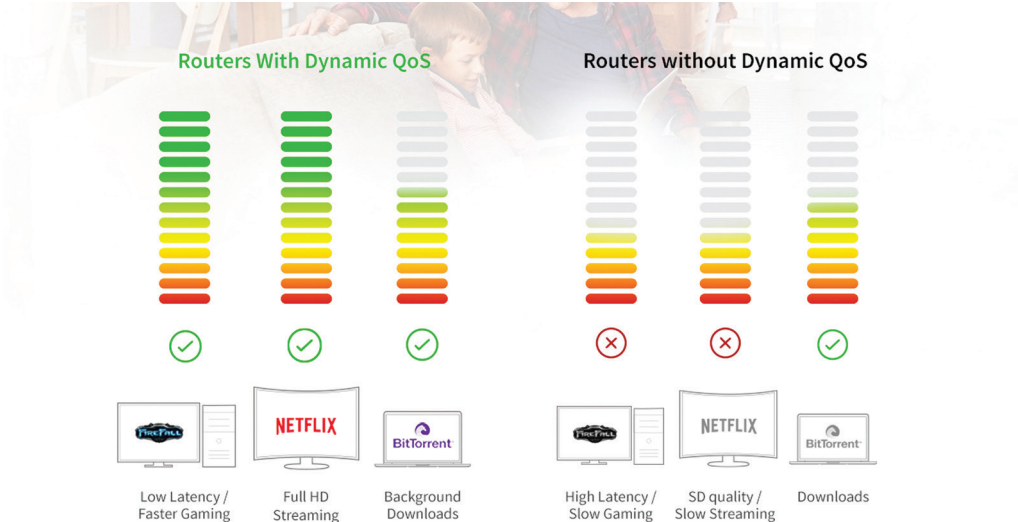 Routers With Dynamic QoS
Routers without Dynamic QoS
FIREFALL
NETFLIX
BitTorrent
FIREFALL
NETFLIX
BitTorrent
Low Latency /
Faster Gaming
Full HD
Streaming
Background
Downloads
High Latency /
Slow Gaming
SD quality /
Slow Streaming
Downloads